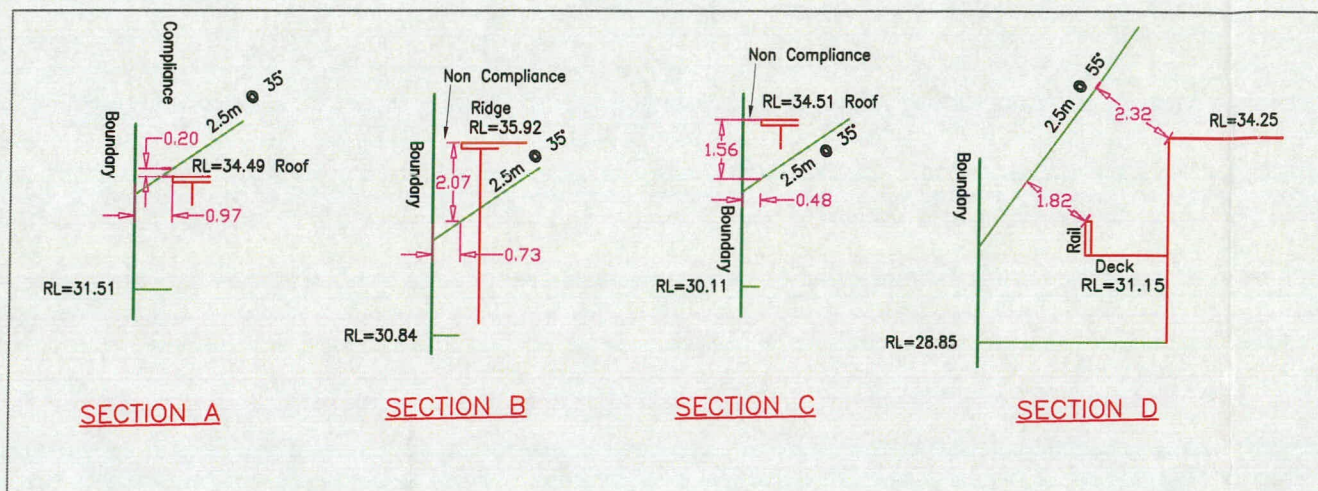 Compliance
Boundary
0.20
2.5m @ 35°
RL=34.49 Roof
0.97
RL=31.51
SECTION A
Non Compliance
Ridge
RL=35.92
Boundary
2.07
2.5m @ 35°
0.73
RL=30.84
SECTION B
Non Compliance
RL=34.51 Roof
1.56
2.5m @ 35°
0.48
Boundary
RL=30.11
SECTION C
2.5m @ 55°
2.32
RL=34.25
Boundary
1.82
Rail
Deck
RL=31.15
RL=28.85
SECTION D